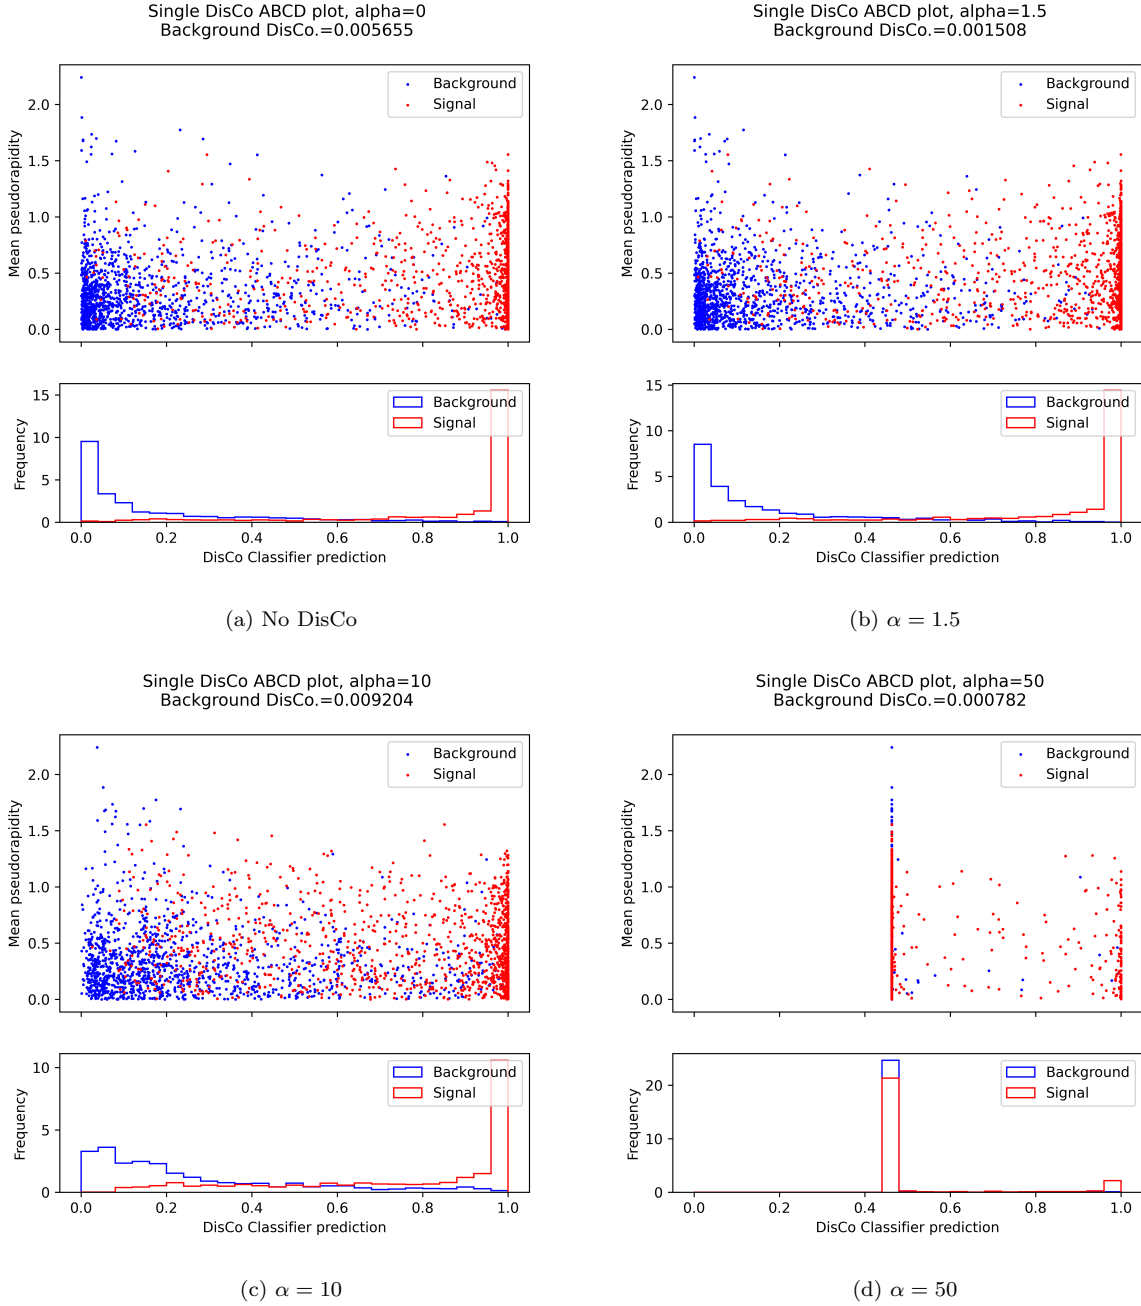 Single DisCo ABCD plot, alpha=0
Background DisCo.=0.005655
Mean pseudorapidity
2.0
1.5
1.0
0.5
0.0
Background
Signal
Frequency
15
10
5
0
Background
Signal
0.0 0.2 0.4 0.6 0.8 1.0
DisCo Classifier prediction
(a) No DisCo
Single DisCo ABCD plot, alpha=1.5
Background DisCo.=0.001508
Mean pseudorapidity
2.0
1.5
1.0
0.5
0.0
Background
Signal
Frequency
15
10
5
0
Background
Signal
0.0 0.2 0.4 0.6 0.8 1.0
DisCo Classifier prediction
(b) α = 1.5
Single DisCo ABCD plot, alpha=10
Background DisCo.=0.009204
Mean pseudorapidity
2.0
1.5
1.0
0.5
0.0
Background
Signal
Frequency
10
5
0
Background
Signal
0.0 0.2 0.4 0.6 0.8 1.0
DisCo Classifier prediction
(c) α = 10
Single DisCo ABCD plot, alpha=50
Background DisCo.=0.000782
Mean pseudorapidity
2.0
1.5
1.0
0.5
0.0
Background
Signal
Frequency
20
10
0
Background
Signal
0.0 0.2 0.4 0.6 0.8 1.0
DisCo Classifier prediction
(d) α = 50